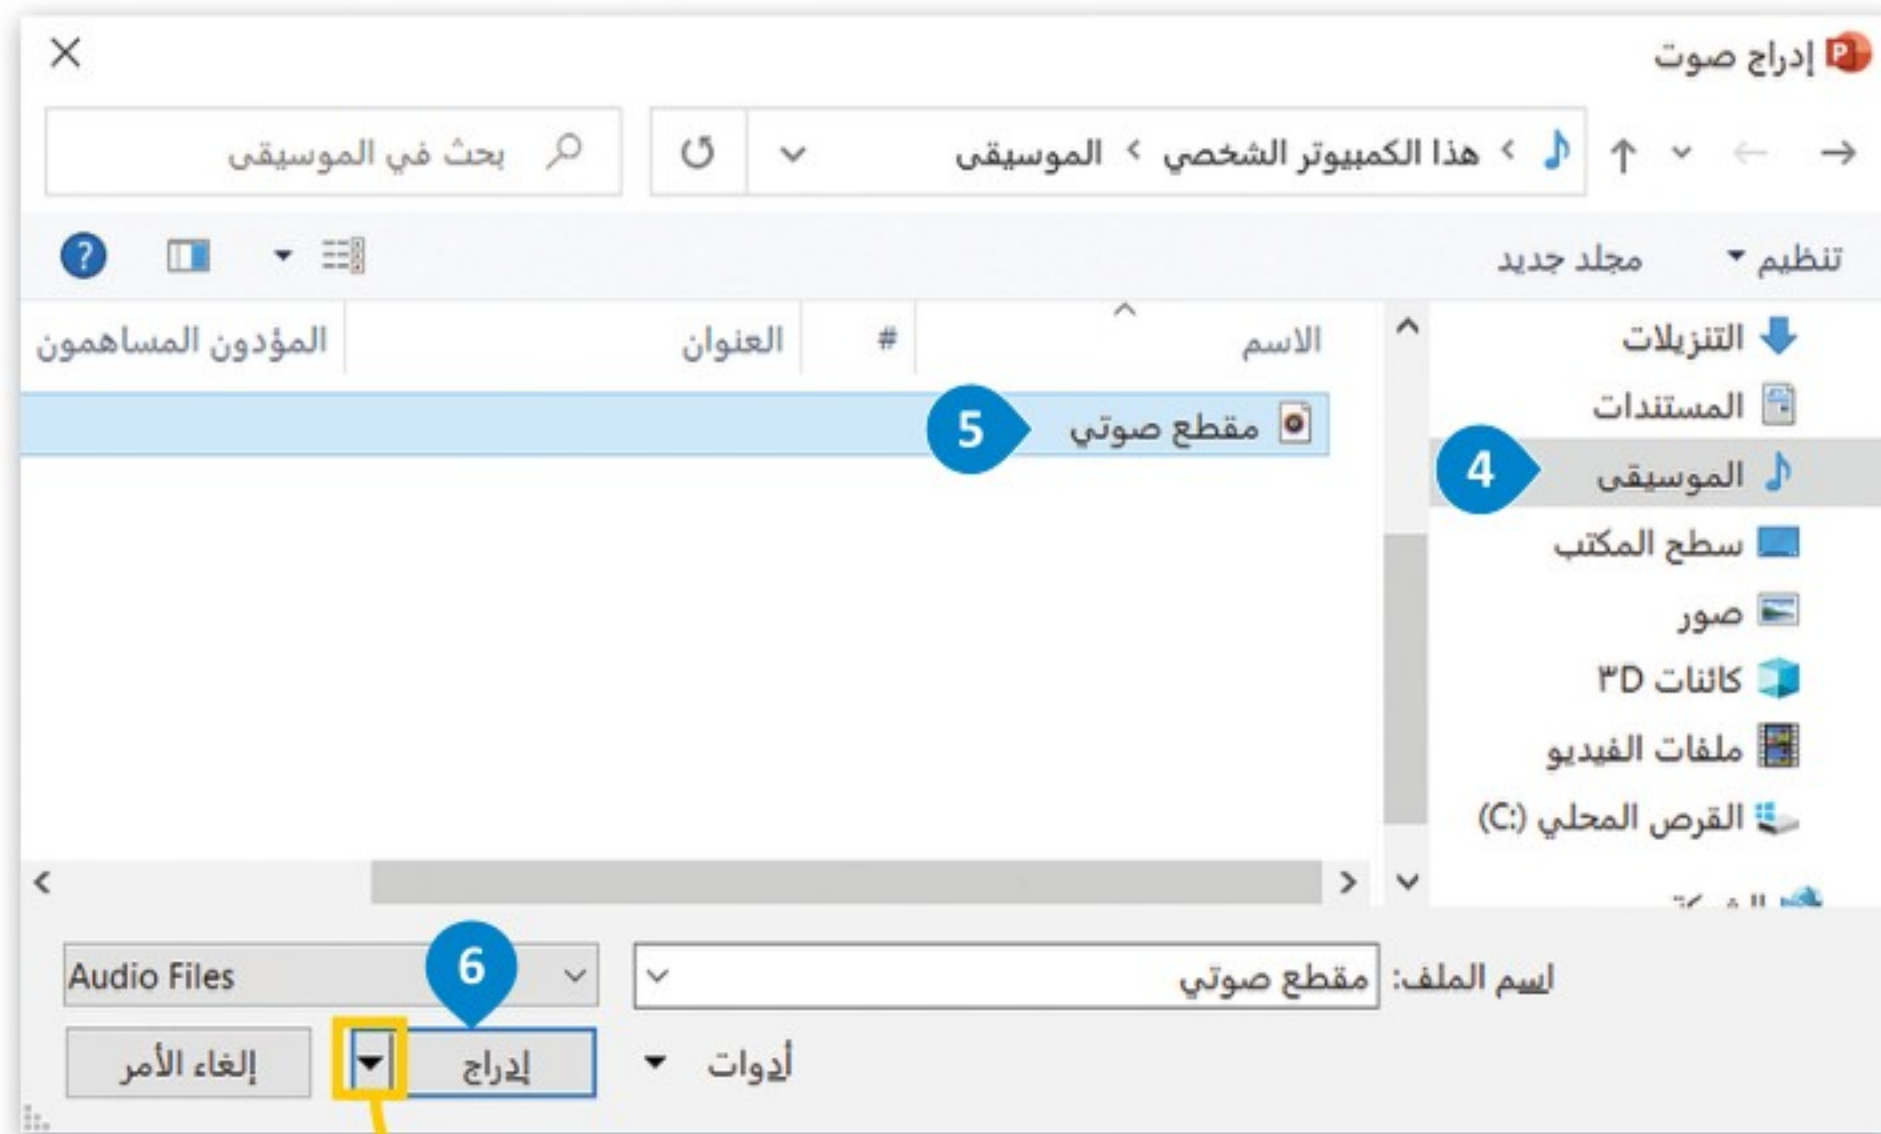 إدراج صوت
هذا الكمبيوتر الشخصي > الموسيقى
بحث في الموسيقى
تنظيم
مجلد جديد
الاسم
#
العنوان
المؤدون المساهمون
التنزيلات
المستندات
4
الموسيقى
سطح المكتب
صور
كائنات ٣D
ملفات الفيديو
القرص المحلي (C:)
مقطع صوتي
5
اسم الملف: مقطع صوتي
Audio Files
6
أدوات
إدراج
إلغاء الأمر